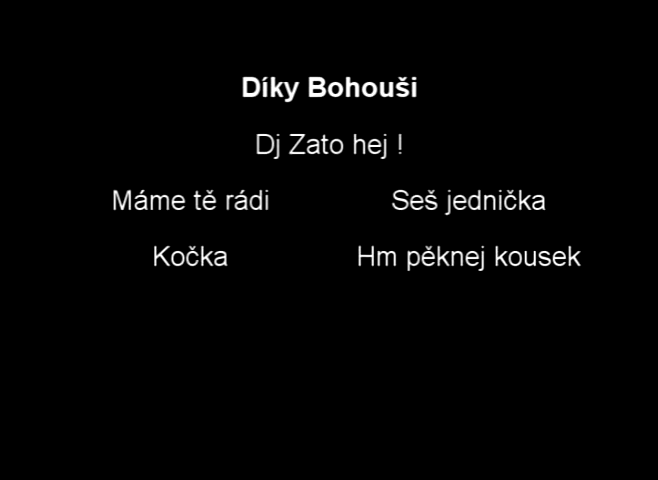 Díky Bohouši
Dj Zato hej !
Máme tě rádi Seš jednička
Kočka Hm pěknej kousek